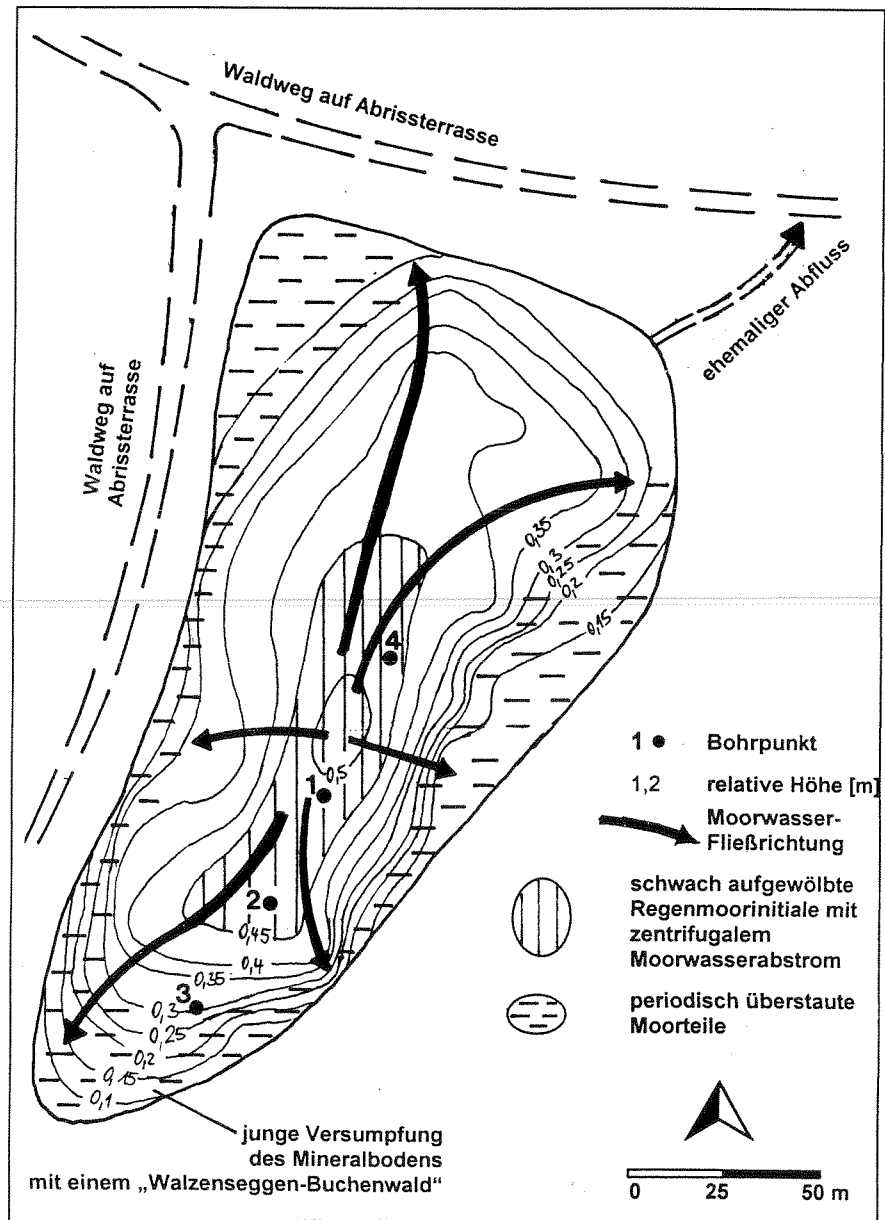 Waldweg auf Abrissterrasse
ehemaliger Abfluss
Waldweg auf
Abrissterrasse
0,35
0,3
0,25
0,2
0,15
4
0,5
1
2
0,45
0,4
0,35
3
0,3
0,25
0,2
0,15
0,1
1 Bohrpunkt
1,2 relative Höhe [m]
Moorwasser-
Fließrichtung
schwach aufgewölbte
Regenmoorinitiale mit
zentrifugalem
Moorwasserabstrom
periodisch überstaute
Moorteile
junge Versumpfung
des Mineralbodens
mit einem „Walzenseggen-Buchenwald“
0 25 50 m